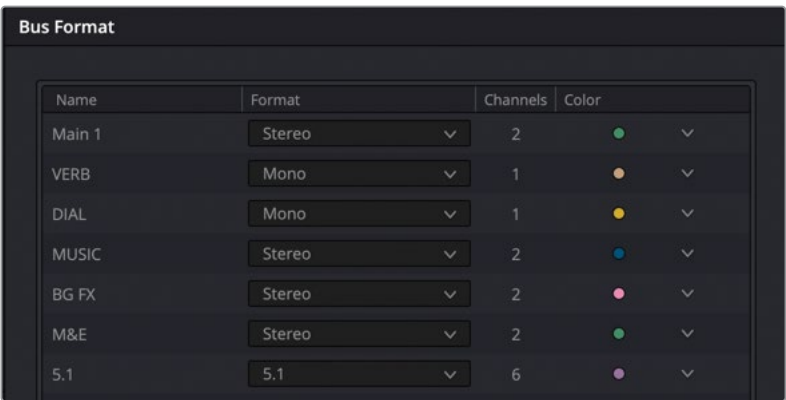 Bus Format
Name Format Channels Color
Main 1 Stereo 2
VERB Mono 1
DIAL Mono 1
MUSIC Stereo 2
BG FX Stereo 2
M&E Stereo 2
5.1 5.1 6